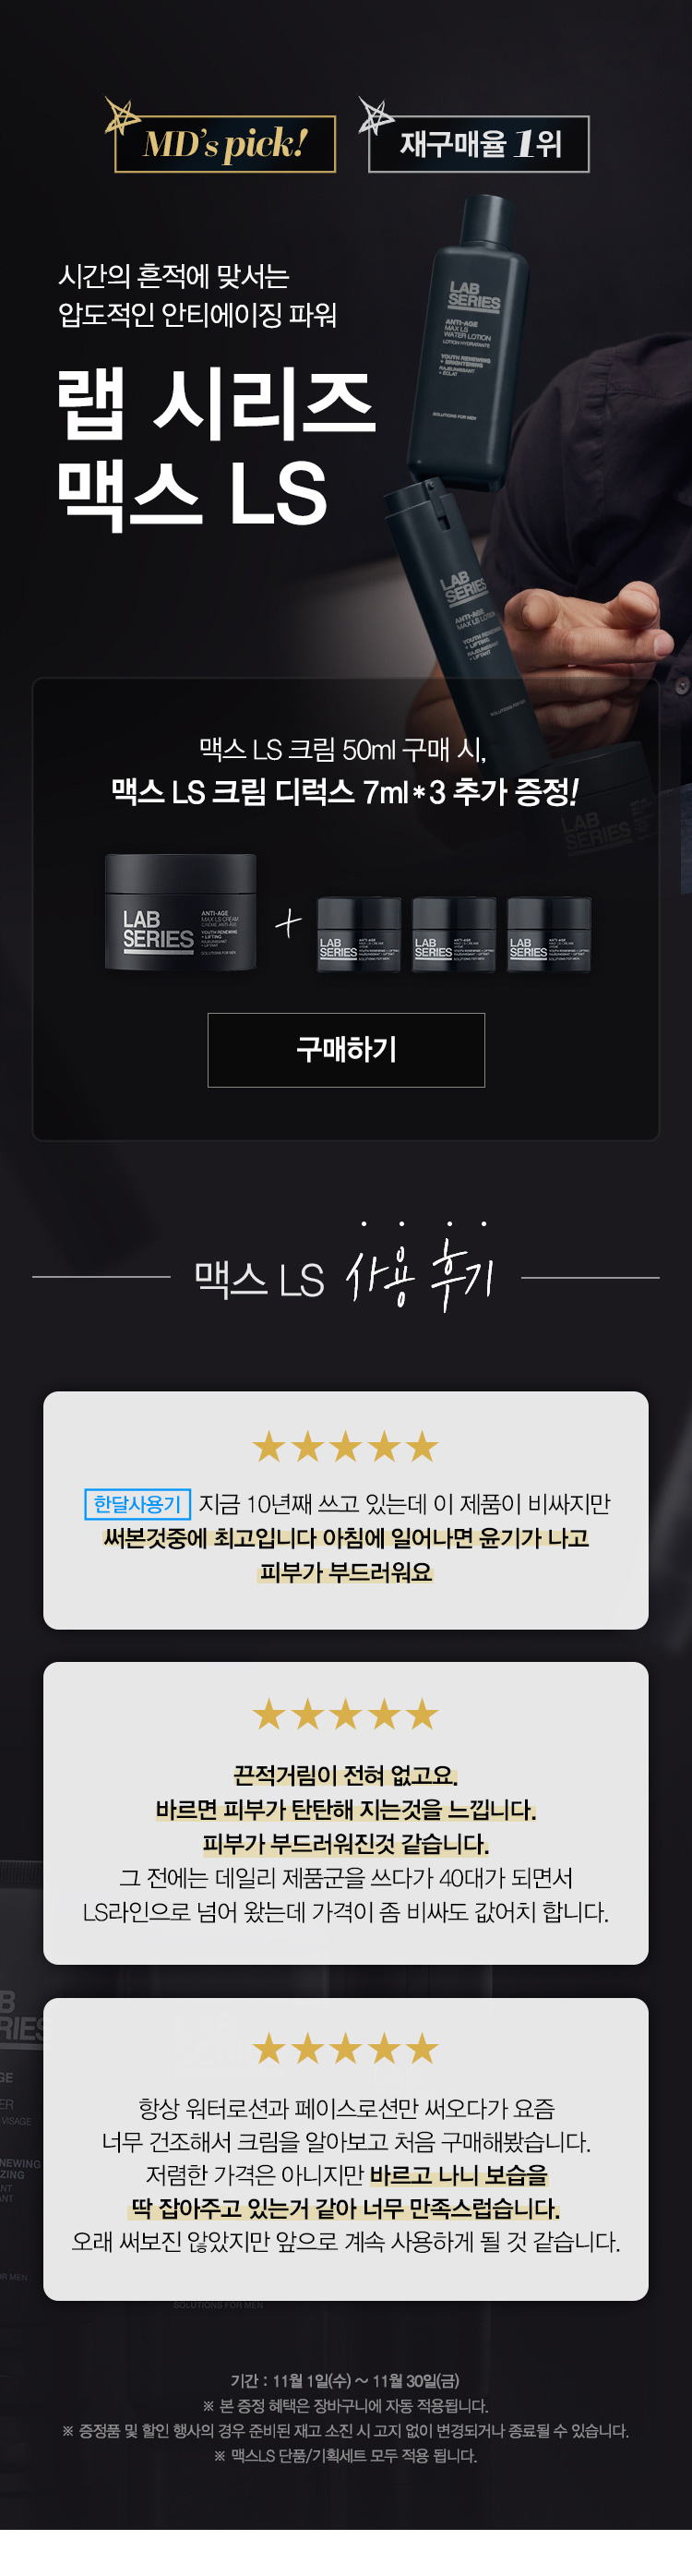 MD's pick!
재구매율 1위
시간의 흔적에 맞서는
압도적인 안티에이징 파워
랩 시리즈
맥스 LS
LAB
SERIES
ANTI-AGE
MAX LS
WATER LOTION
LOTION HYDRATANTE
YOUTH RENEWING
+ BRIGHTENING
RAJEUNISSANT
+ ÉCLAT
SOLUTIONS FOR MEN
LAB
SERIES
ANTI-AGE
MAX LS LOTION
YOUTH RENEWING
+ LIFTING
RAJEUNISSANT
+ LIFTANT
SOLUTIONS FOR MEN
LAB
SERIES
맥스 LS 크림 50ml 구매 시,
맥스 LS 크림 디럭스 7ml*3 추가 증정!
LAB
SERIES
ANTI-AGE
MAX LS CREAM
CRÈME ANTI-ÂGE
YOUTH RENEWING
+ LIFTING
RAJEUNISSANT
+ LIFTANT
SOLUTIONS FOR MEN
+
LAB
SERIES
LAB
SERIES
LAB
SERIES
구매하기
맥스 LS 사용 후기
★★★★★
한달사용기 지금 10년째 쓰고 있는데 이 제품이 비싸지만
써본것중에 최고입니다 아침에 일어나면 윤기가 나고
피부가 부드러워요
★★★★★
끈적거림이 전혀 없고요.
바르면 피부가 탄탄해 지는것을 느낍니다.
피부가 부드러워진것 같습니다.
그 전에는 데일리 제품군을 쓰다가 40대가 되면서
LS라인으로 넘어 왔는데 가격이 좀 비싸도 값어치 합니다.
★★★★★
항상 워터로션과 페이스로션만 써오다가 요즘
너무 건조해서 크림을 알아보고 처음 구매해봤습니다.
저렴한 가격은 아니지만 바르고 나니 보습을
딱 잡아주고 있는거 같아 너무 만족스럽습니다.
오래 써보진 않았지만 앞으로 계속 사용하게 될 것 같습니다.
SOLUTIONS FOR MEN
기간 : 11월 1일(수) ~ 11월 30일(금)
※ 본 증정 혜택은 장바구니에 자동 적용됩니다.
※ 증정품 및 할인 행사의 경우 준비된 재고 소진 시 고지 없이 변경되거나 종료될 수 있습니다.
※ 맥스LS 단품/기획세트 모두 적용 됩니다.